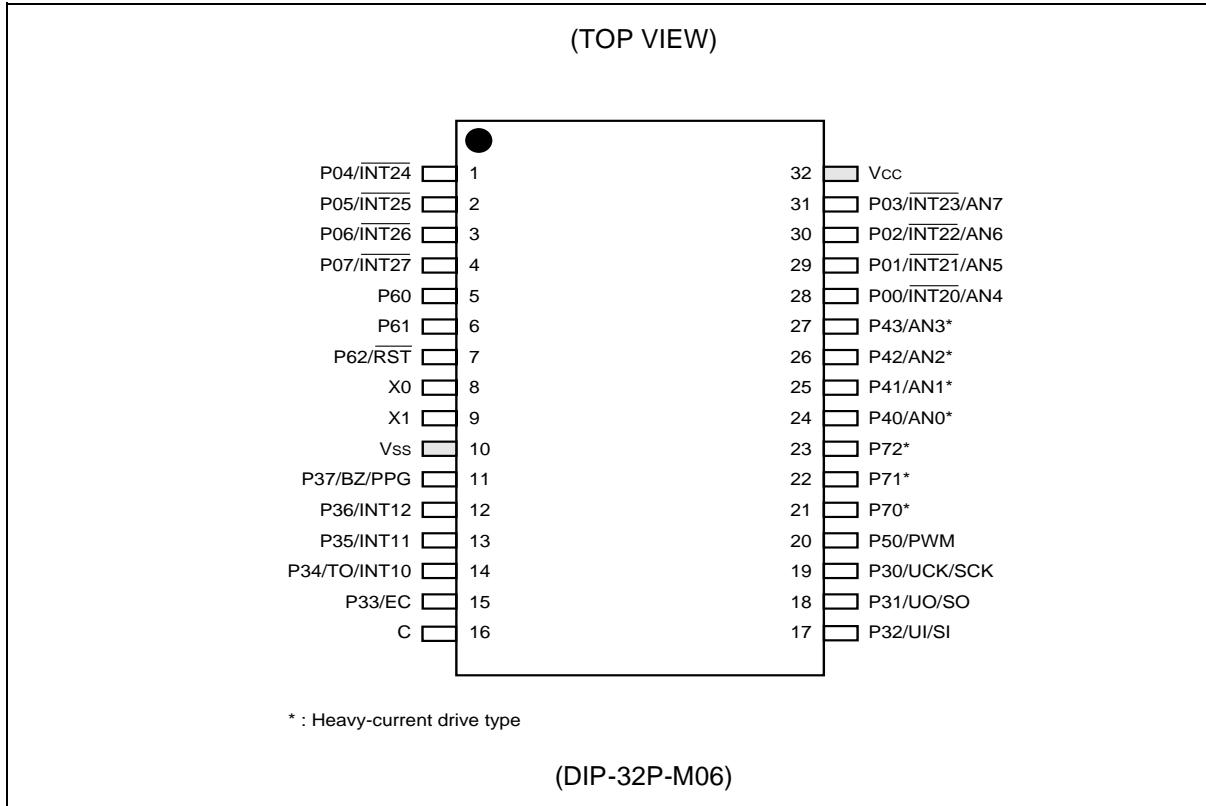 (TOP VIEW)
P04/INT24 1 32 Vcc
P05/INT25 2 31 P03/INT23/AN7
P06/INT26 3 30 P02/INT22/AN6
P07/INT27 4 29 P01/INT21/AN5
P60 5 28 P00/INT20/AN4
P61 6 27 P43/AN3*
P62/RST 7 26 P42/AN2*
X0 8 25 P41/AN1*
X1 9 24 P40/AN0*
Vss 10 23 P72*
P37/BZ/PPG 11 22 P71*
P36/INT12 12 21 P70*
P35/INT11 13 20 P50/PWM
P34/TO/INT10 14 19 P30/UCK/SCK
P33/EC 15 18 P31/UO/SO
C 16 17 P32/UI/SI
* : Heavy-current drive type
(DIP-32P-M06)